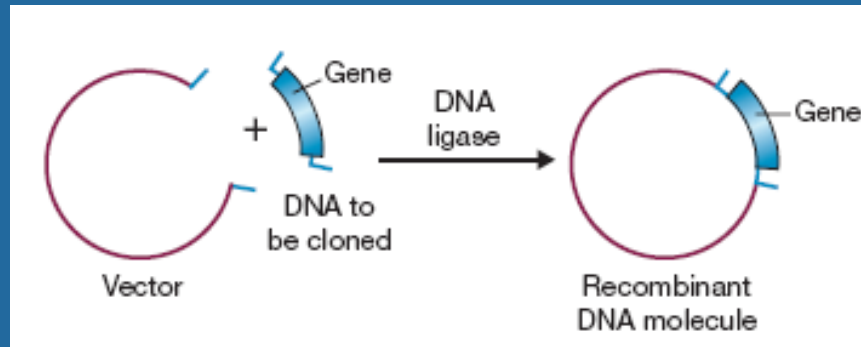 Vector
+
Gene
DNA to
be cloned
DNA
ligase
Gene
Recombinant
DNA molecule